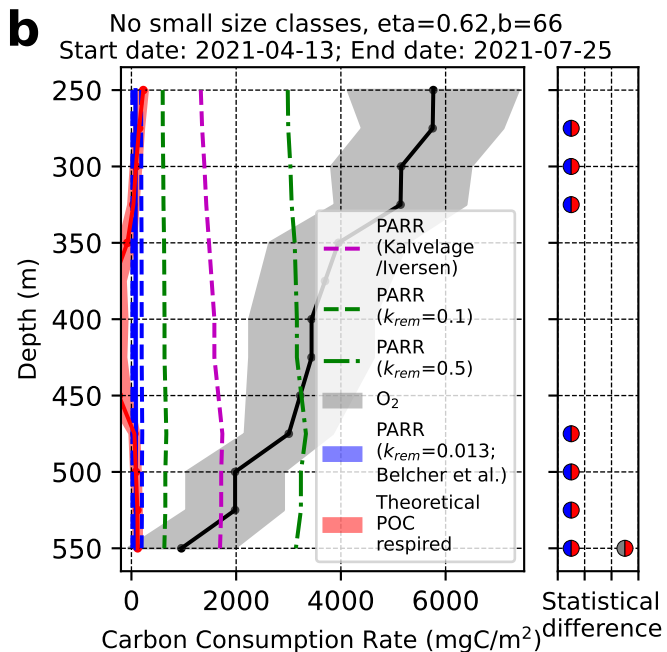 b
No small size classes, eta=0.62,b=66
Start date: 2021-04-13; End date: 2021-07-25
250
300
350
400
450
500
550
Depth (m)
PARR
(Kalvelage
/Iversen)
PARR
(k_rem=0.1)
PARR
(k_rem=0.5)
O₂
PARR
(k_rem=0.013;
Belcher et al.)
Theoretical
POC
respired
0 2000 4000 6000
Carbon Consumption Rate (mgC/m²)
Statistical
difference